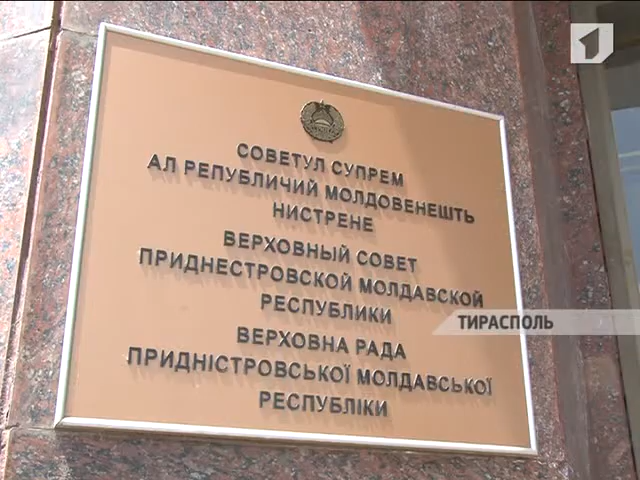 1
СОВЕТУЛ СУПРЕМ
АЛ РЕПУБЛИЧИЙ МОЛДОВЕНЕШТЬ
НИСТРЕНЕ
ВЕРХОВНЫЙ СОВЕТ
ПРИДНЕСТРОВСКОЙ МОЛДАВСКОЙ
РЕСПУБЛИКИ
ТИРАСПОЛЬ
ВЕРХОВНА РАДА
ПРИДНІСТРОВСЬКОЇ МОЛДАВСЬКОЇ
РЕСПУБЛІКИ